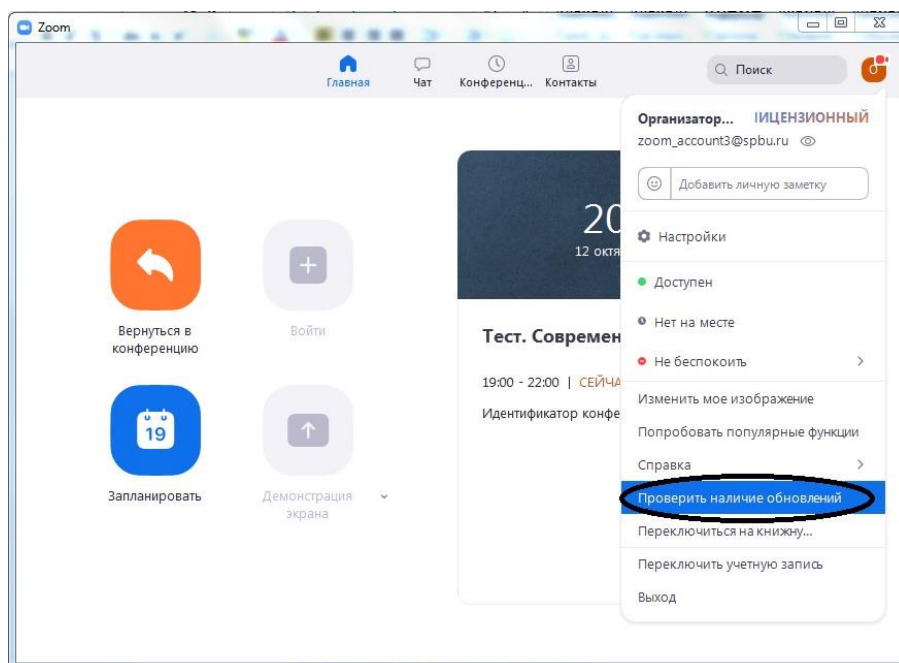 Zoom
Главная
Чат
Конференц...
Контакты
Поиск
Организатор... ЛИЦЕНЗИОННЫЙ
zoom_account3@spbu.ru
Добавить личную заметку
Настройки
Доступен
Нет на месте
Не беспокоить
Изменить мое изображение
Попробовать популярные функции
Справка
Проверить наличие обновлений
Переключиться на книжну...
Переключить учетную запись
Выход
Вернуться в
конференцию
Войти
19
Запланировать
Демонстрация
экрана
20
12 октя
Тест. Современ
19:00 - 22:00 | СЕЙЧА
Идентификатор конфе